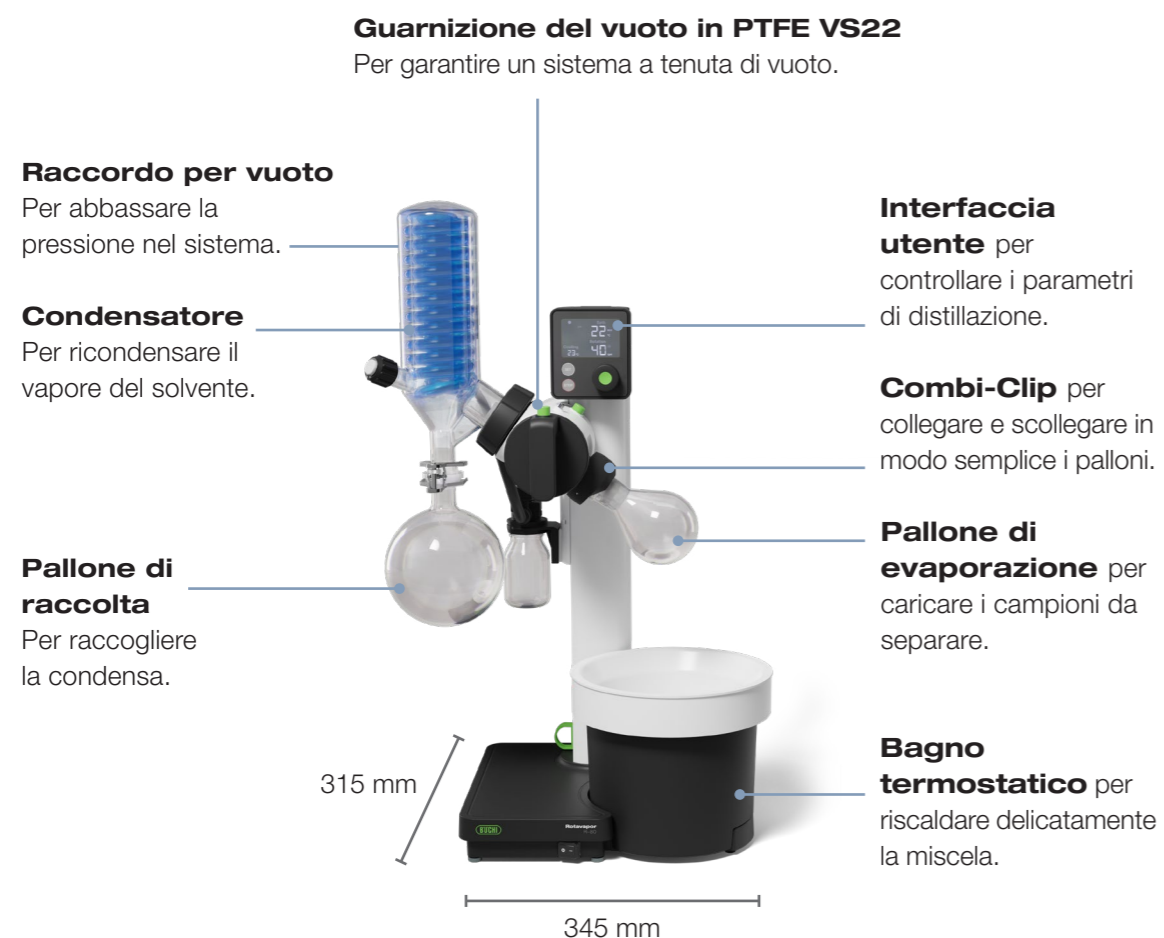 Guarnizione del vuoto in PTFE VS22
Per garantire un sistema a tenuta di vuoto.
Raccordo per vuoto
Per abbassare la
pressione nel sistema.
Condensatore
Per ricondensare il
vapore del solvente.
Pallone di
raccolta
Per raccogliere
la condensa.
Interfaccia
utente per
controllare i parametri
di distillazione.
Combi-Clip per
collegare e scollegare in
modo semplice i palloni.
Pallone di
evaporazione per
caricare i campioni da
separare.
Bagno
termostatico per
riscaldare delicatamente
la miscela.
22
40
315 mm
BUCHI
Rotavapor
345 mm